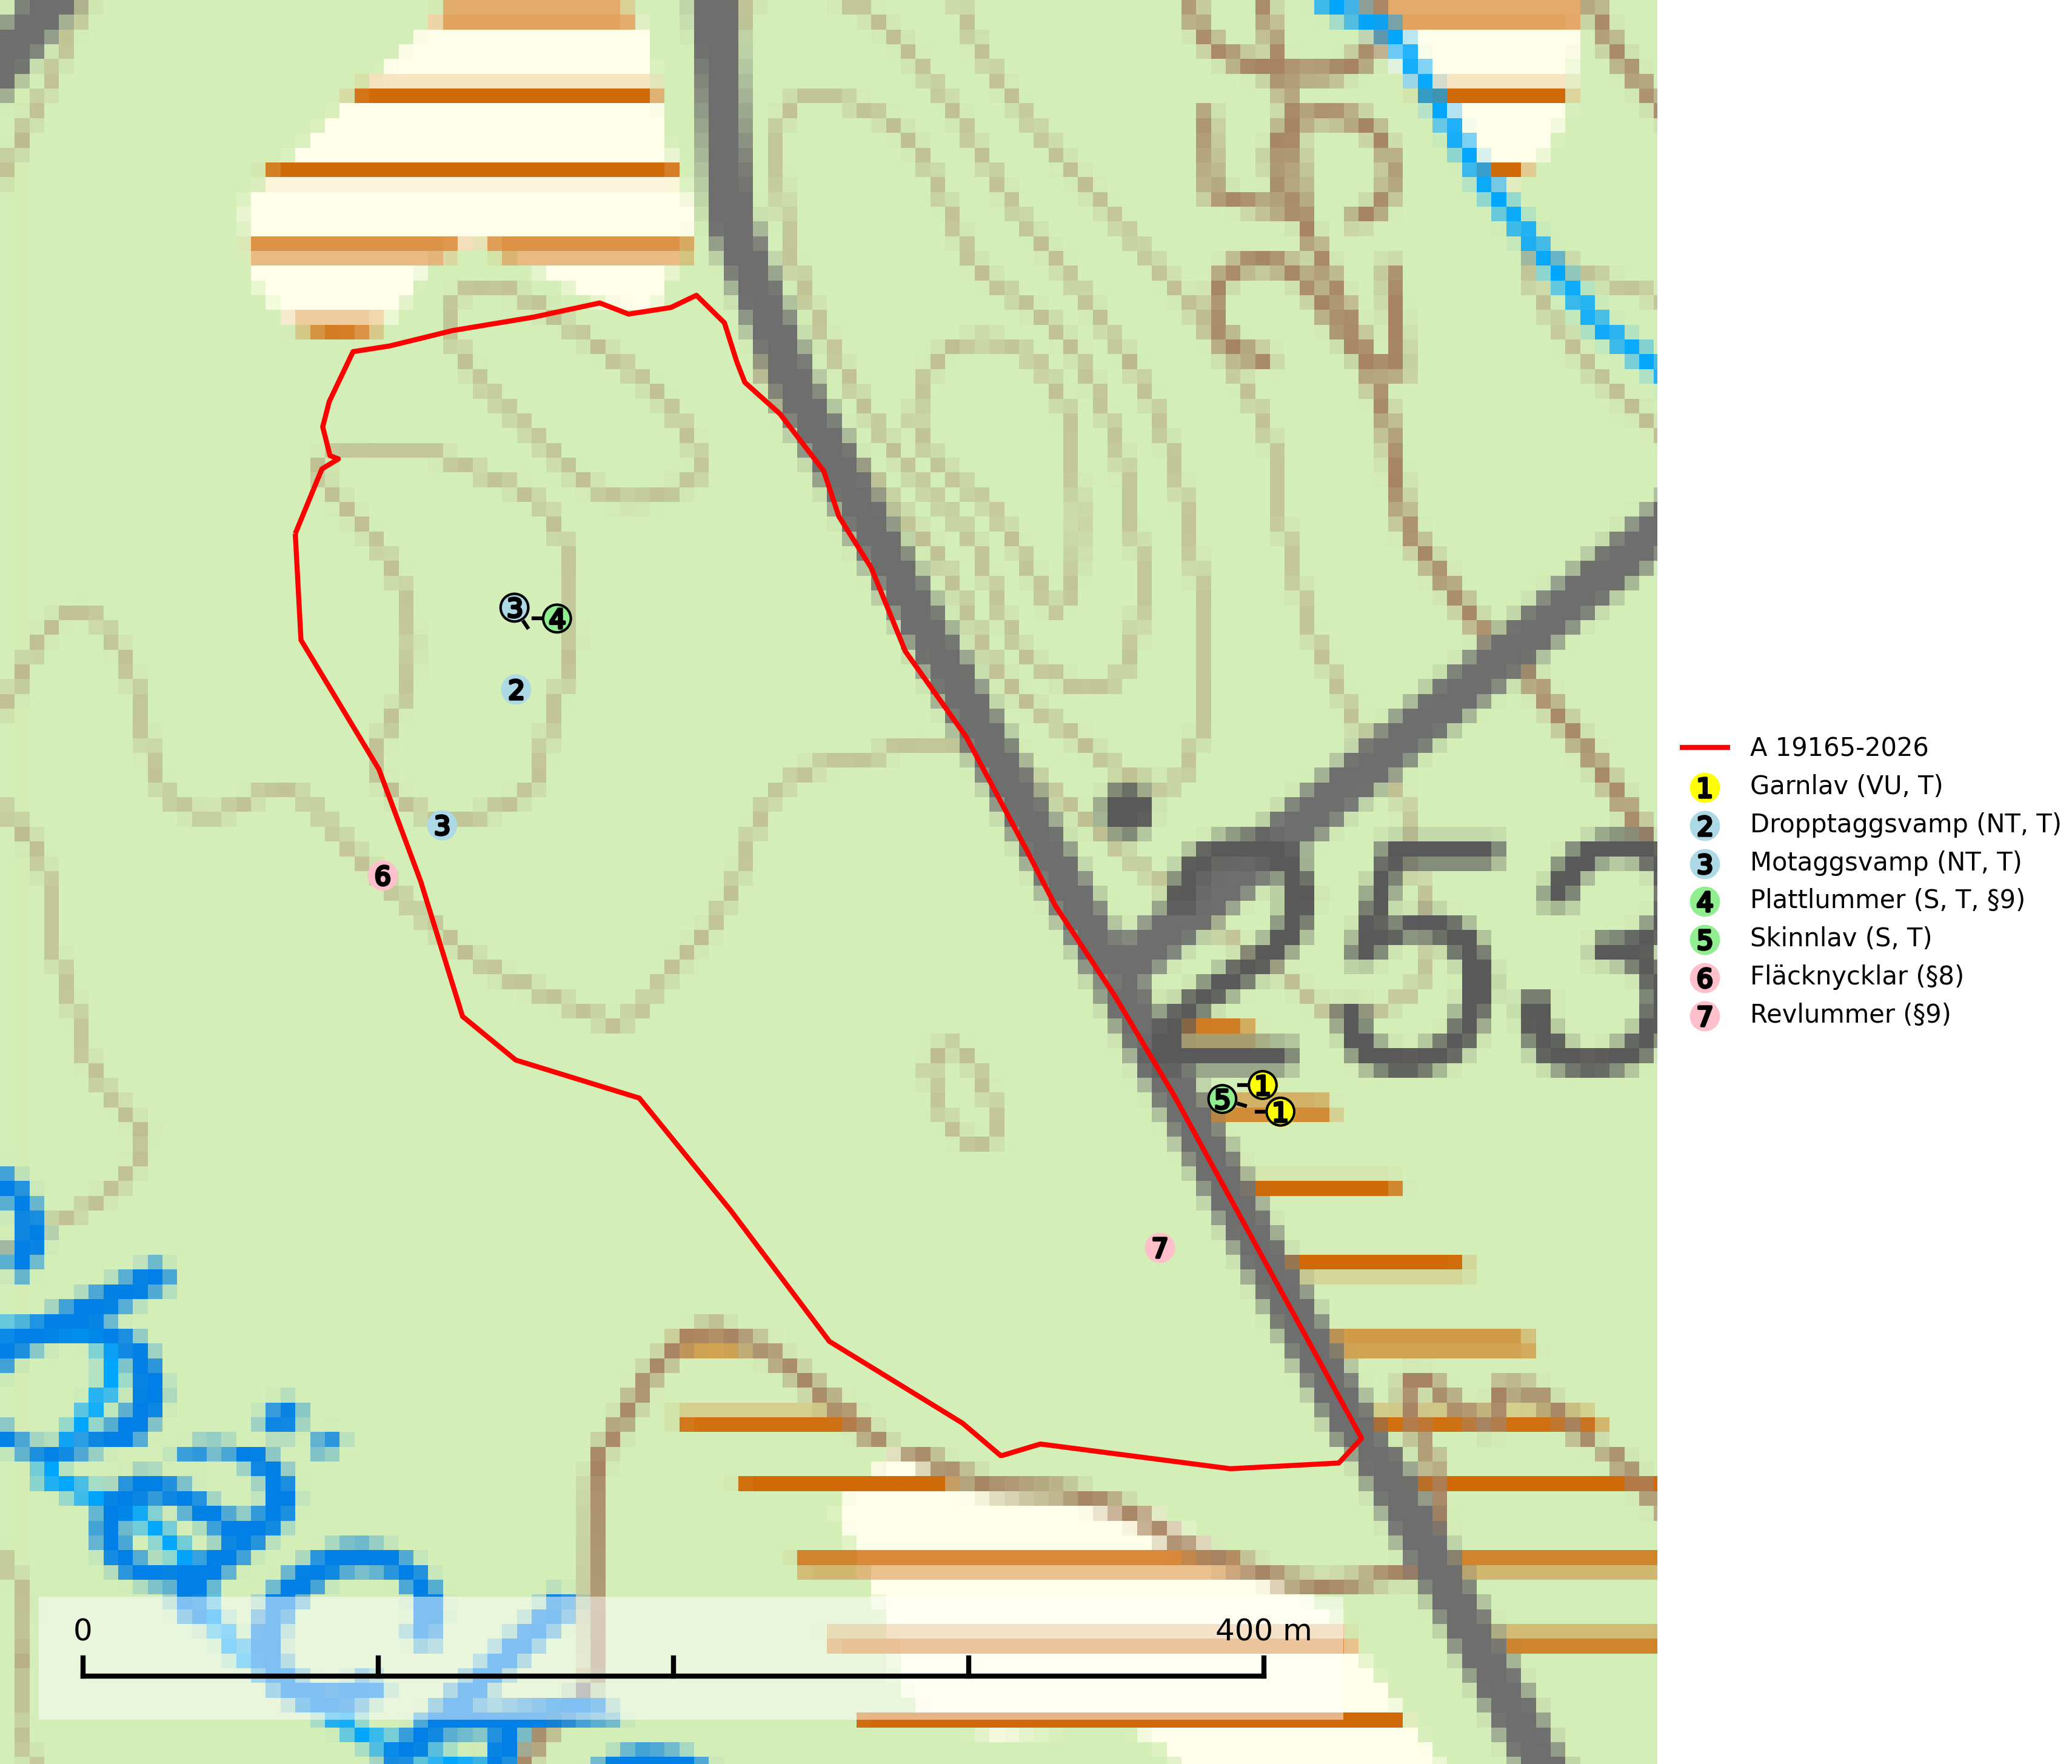 253
3
4
2
3
6
1
5
1
7
0
400 m
A 19165-2026
1 Garnlav (VU, T)
2 Dropptaggsvamp (NT, T)
3 Motaggsvamp (NT, T)
4 Plattlummer (S, T, §9)
5 Skinnlav (S, T)
6 Fläcknycklar (§8)
7 Revlummer (§9)